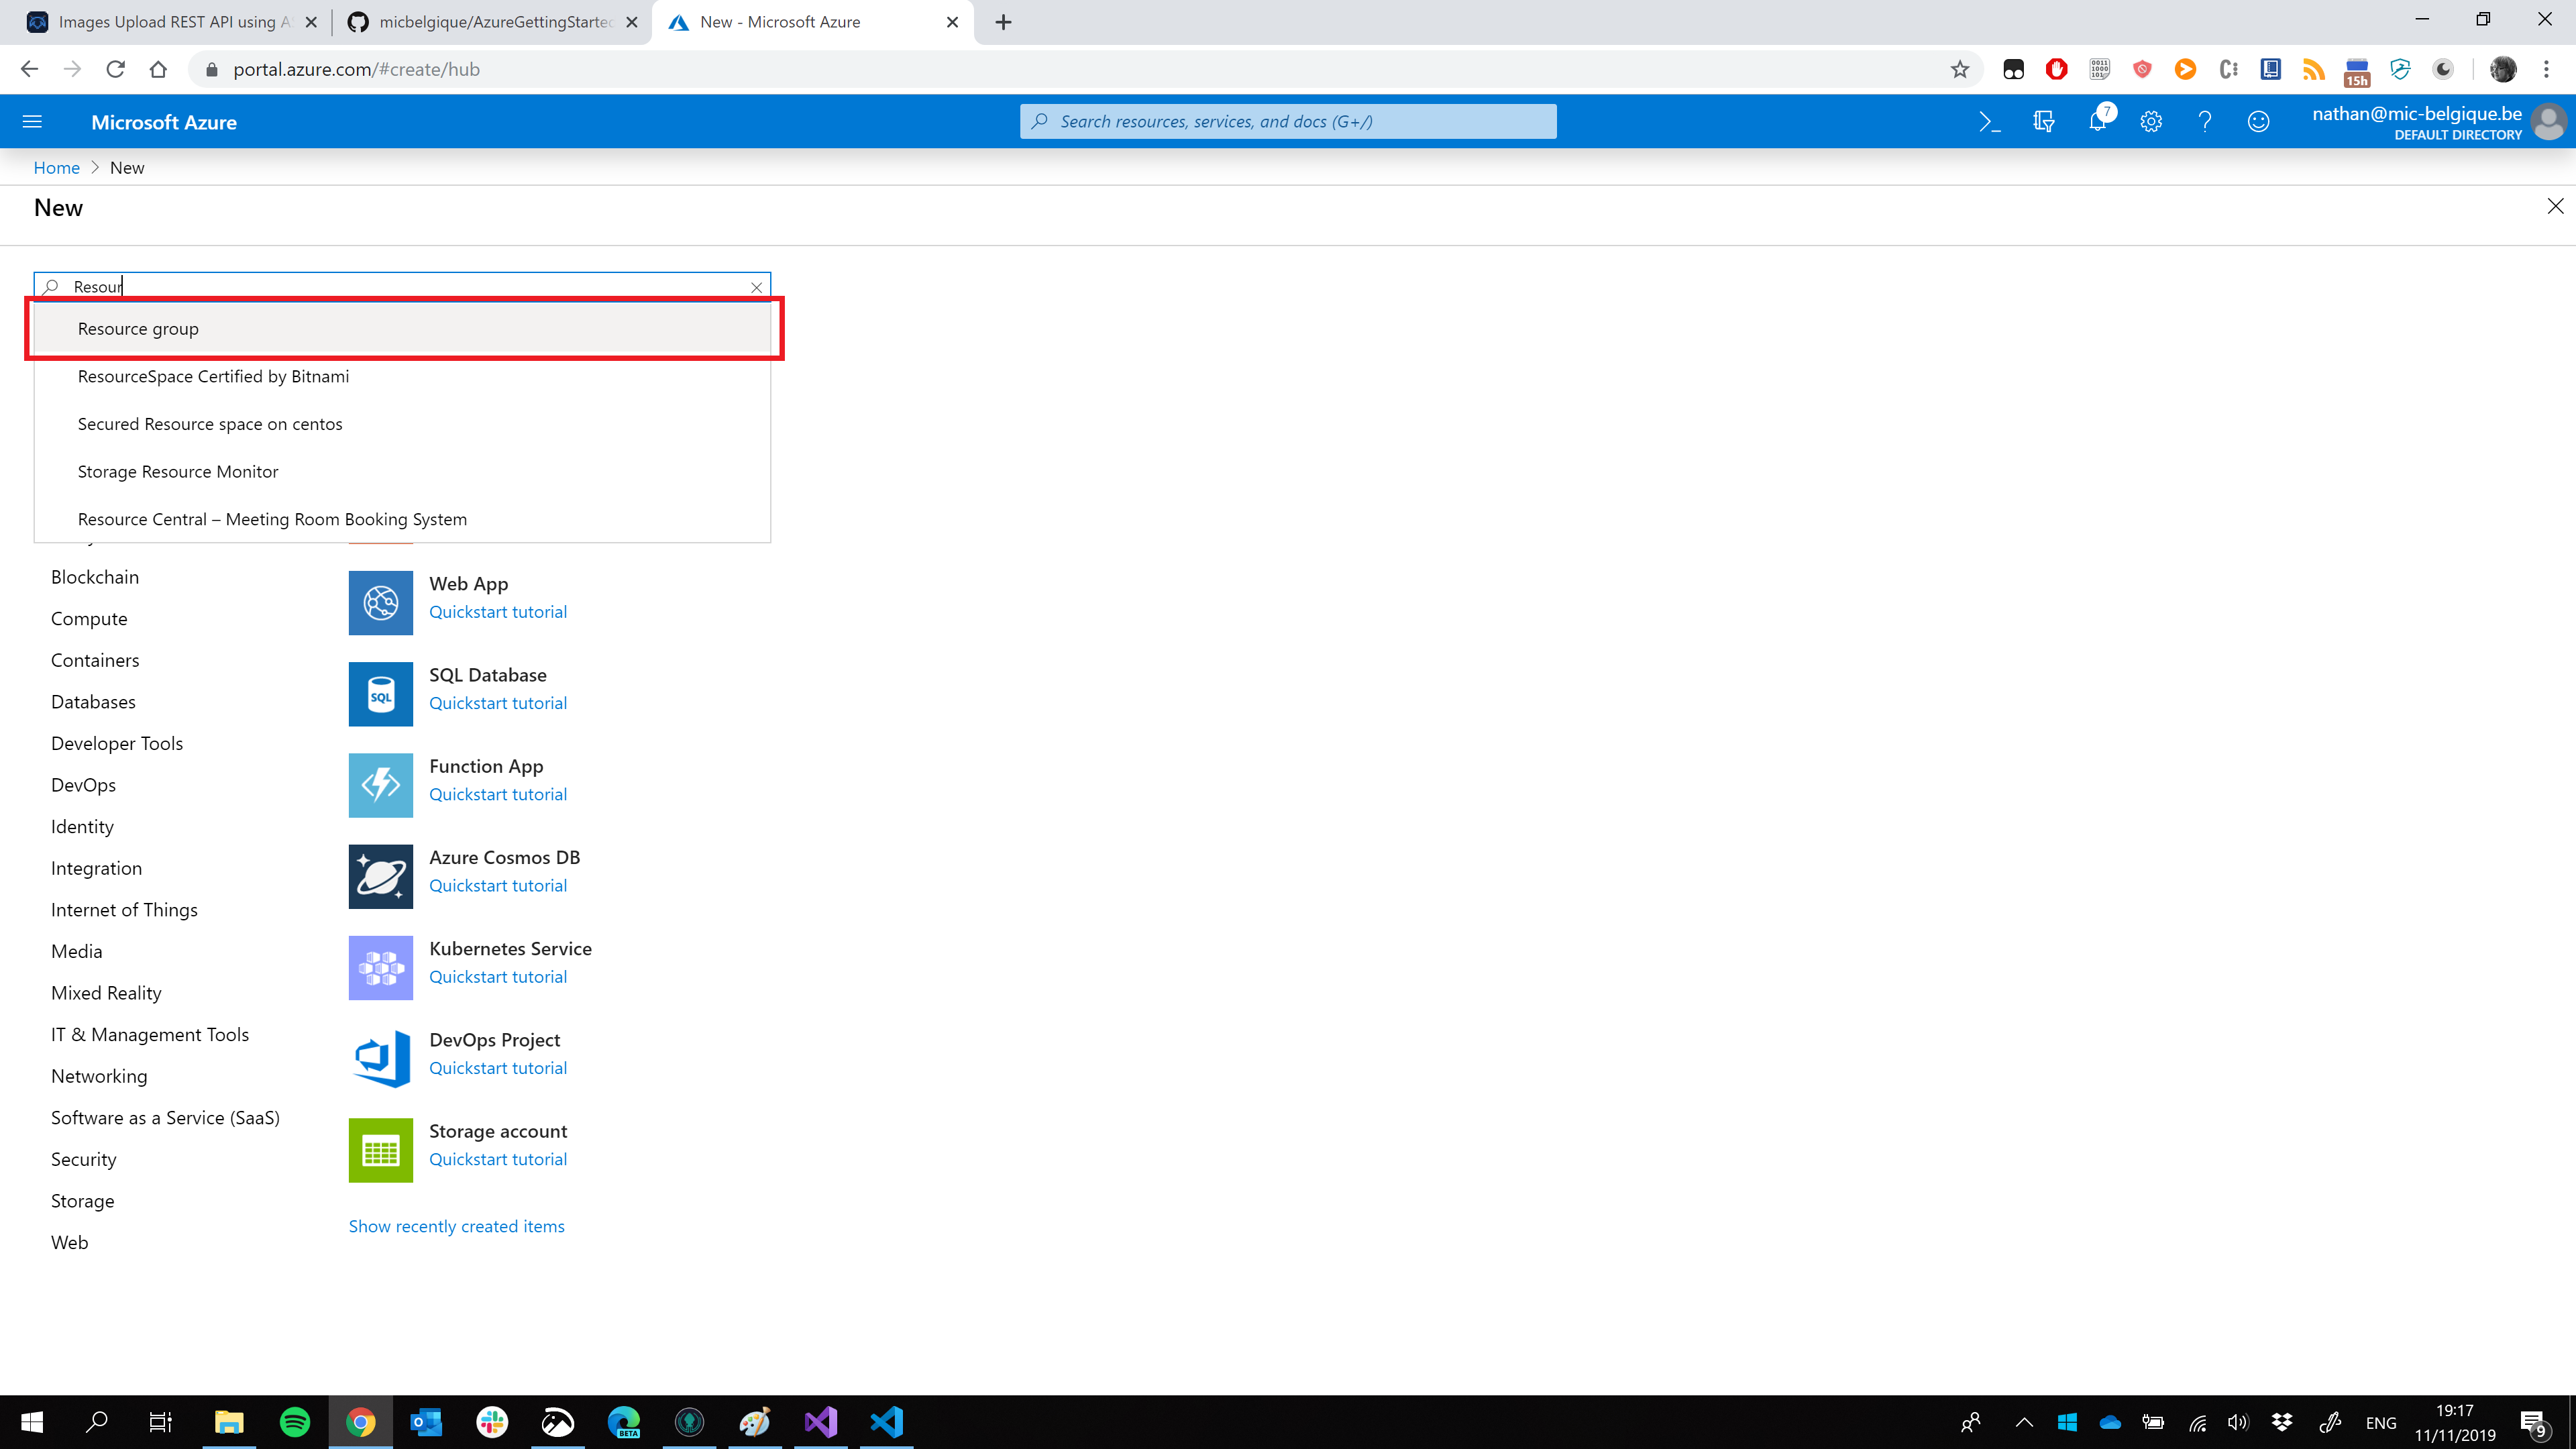 Images Upload REST API using A
micbelgique/AzureGettingStarted
New - Microsoft Azure
portal.azure.com/#create/hub
15h
Microsoft Azure
Search resources, services, and docs (G+/)
7
nathan@mic-belgique.be
DEFAULT DIRECTORY
Home > New
New
Resour
Resource group
ResourceSpace Certified by Bitnami
Secured Resource space on centos
Storage Resource Monitor
Resource Central – Meeting Room Booking System
Blockchain
Compute
Containers
Databases
Developer Tools
DevOps
Identity
Integration
Internet of Things
Media
Mixed Reality
IT & Management Tools
Networking
Software as a Service (SaaS)
Security
Storage
Web
Web App
Quickstart tutorial
SQL
SQL Database
Quickstart tutorial
Function App
Quickstart tutorial
Azure Cosmos DB
Quickstart tutorial
Kubernetes Service
Quickstart tutorial
DevOps Project
Quickstart tutorial
Storage account
Quickstart tutorial
Show recently created items
BETA
ENG
19:17
11/11/2019
9